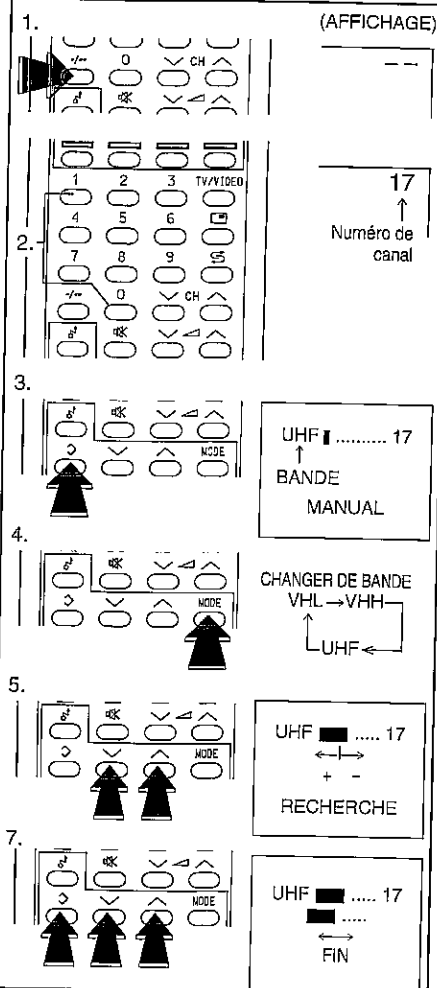 1.
(AFFICHAGE)
-/--
0
CH
--
1
2
3
TV/VIDEO
17
4
5
6
Numéro de
canal
2.
7
8
9
-/--
0
CH
3.
MODE
UHF .......... 17
BANDE
MANUAL
4.
MODE
CHANGER DE BANDE
VHL → VHH
UHF
5.
MODE
UHF ..... 17
+ -
RECHERCHE
7.
MODE
UHF ..... 17
.....
FIN